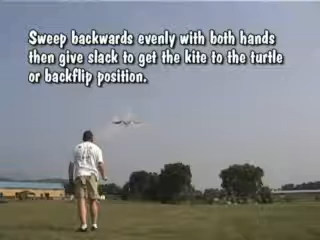 Sweep backwards evenly with both hands
then give slack to get the kite to the turtle
or backflip position.